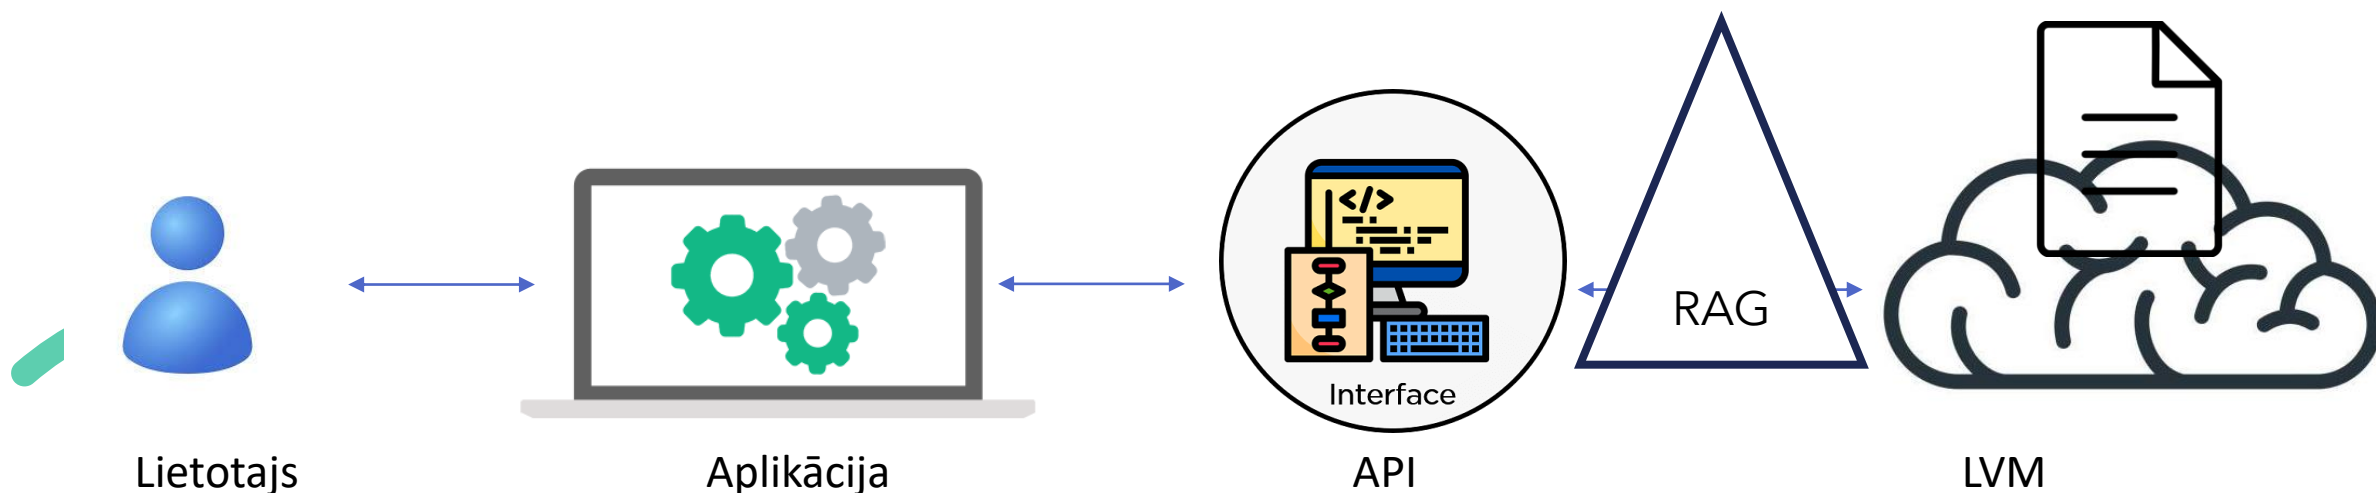 </>
RAG
Interface
Lietotajs
Aplikācija
API
LVM